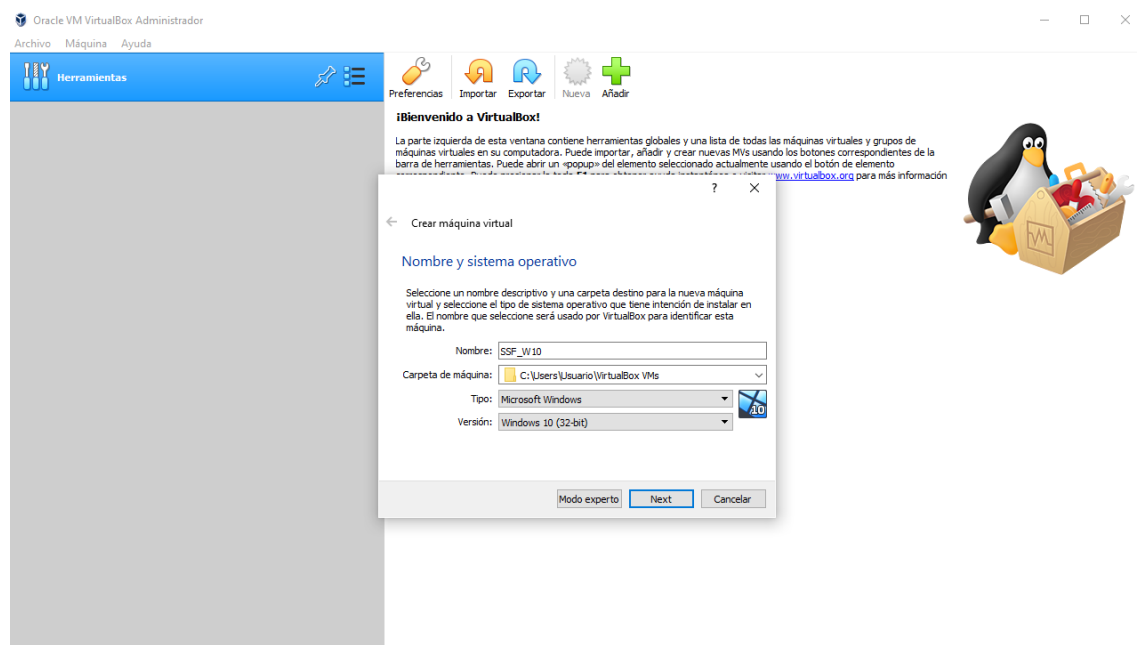 Oracle VM VirtualBox Administrador
Archivo Máquina Ayuda
Herramientas
Preferencias Importar Exportar Nueva Añadir
¡Bienvenido a VirtualBox!
La parte izquierda de esta ventana contiene herramientas globales y una lista de todas las máquinas virtuales y grupos de
máquinas virtuales en su computadora. Puede importar, añadir y crear nuevas MVs usando los botones correspondientes de la
barra de herramientas. Puede abrir un «popup» del elemento seleccionado actualmente usando el botón de elemento
www.virtualbox.org para más información
?
Crear máquina virtual
Nombre y sistema operativo
Seleccione un nombre descriptivo y una carpeta destino para la nueva máquina
virtual y seleccione el tipo de sistema operativo que tiene intención de instalar en
ella. El nombre que seleccione será usado por VirtualBox para identificar esta
máquina.
Nombre: SSF_W10
Carpeta de máquina: C:\Users\Usuario\VirtualBox VMs
Tipo: Microsoft Windows
10
Versión: Windows 10 (32-bit)
Modo experto Next Cancelar